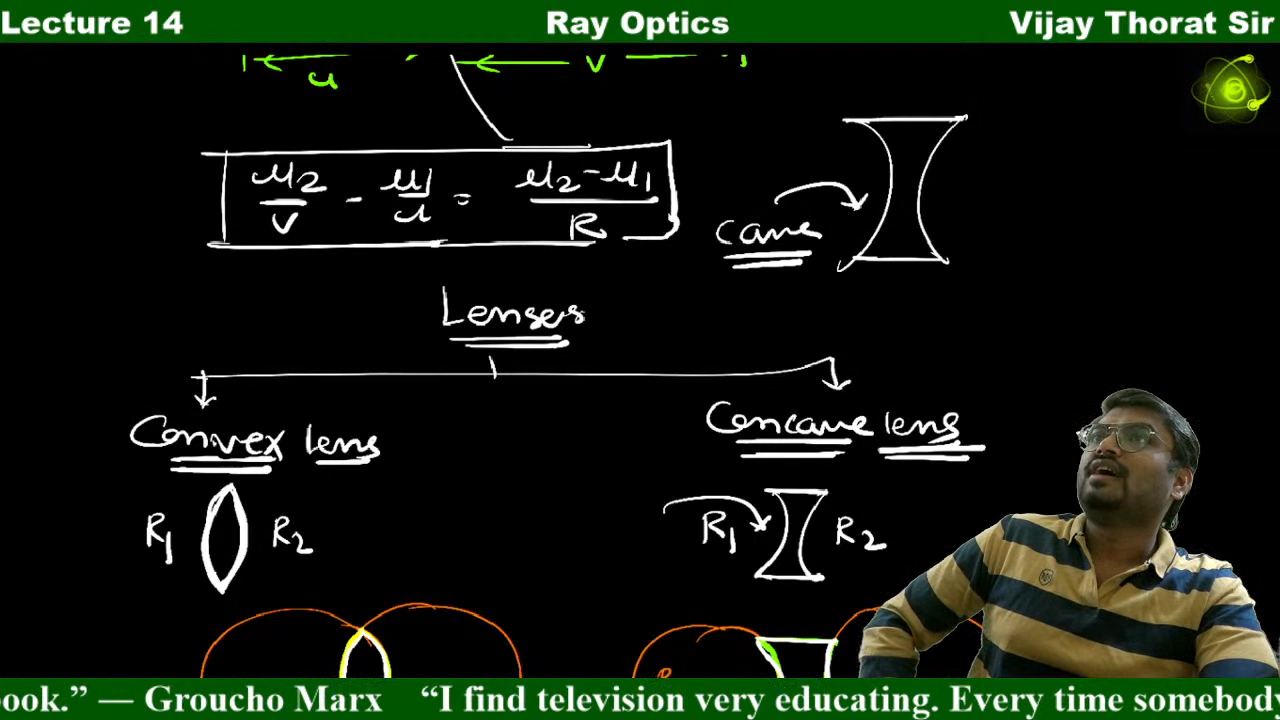 Lecture 14 Ray Optics Vijay Thorat Sir
u v
μ2/v - μ1/u = μ2-μ1/R
cave
Lenses
Convex lens Concave lens
R1 R2 R1 R2
ook.” — Groucho Marx “I find television very educating. Every time somebody